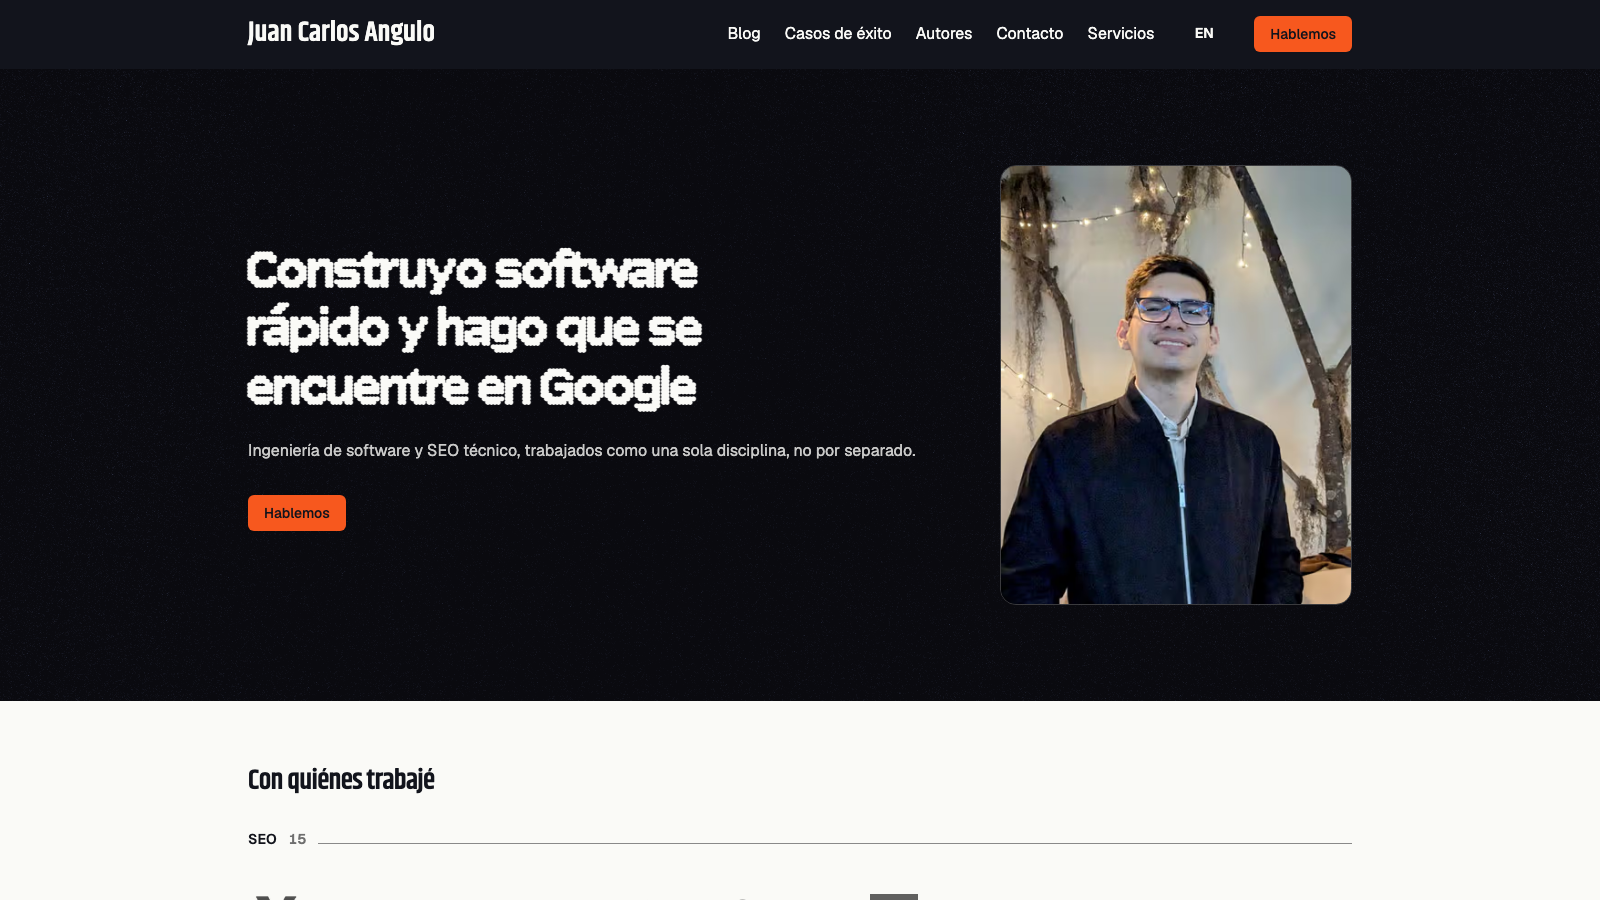 Juan Carlos Angulo
Blog
Casos de éxito
Autores
Contacto
Servicios
EN
Hablemos
Construyo software
rápido y hago que se
encuentre en Google
Ingeniería de software y SEO técnico, trabajados como una sola disciplina, no por separado.
Hablemos
Con quiénes trabajé
SEO 15